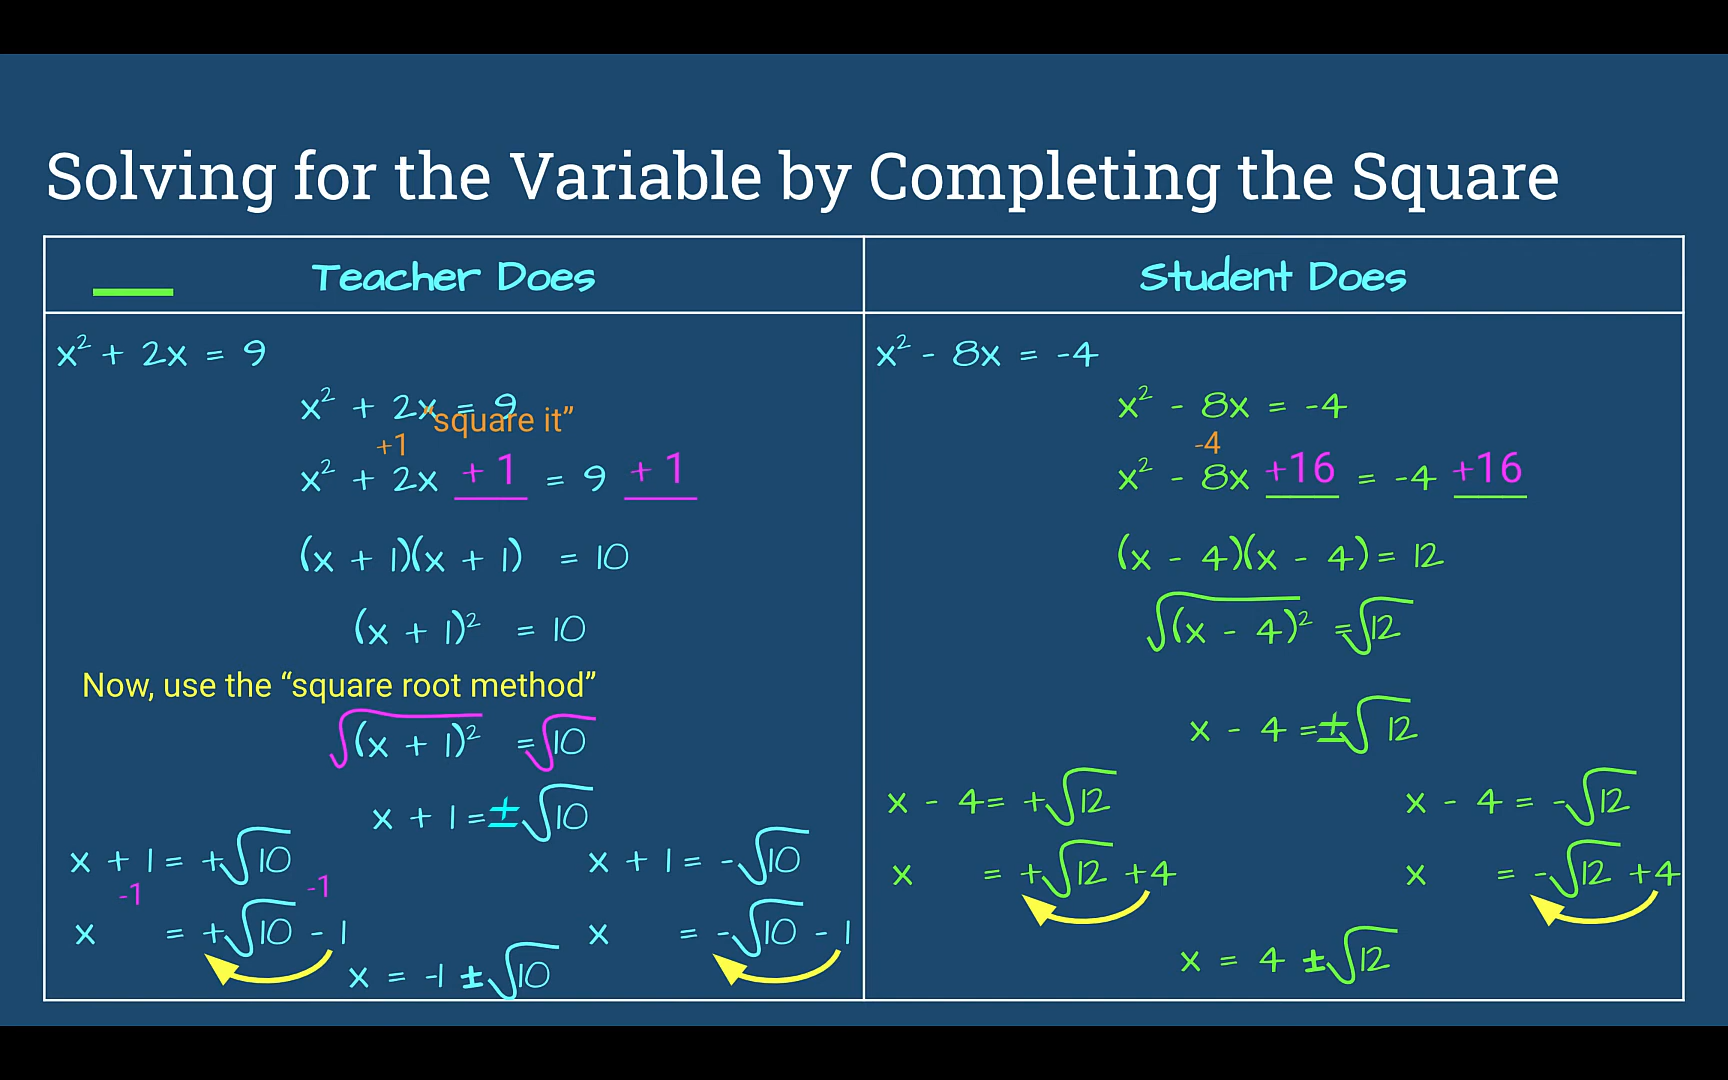 Solving for the Variable by Completing the Square
Teacher Does
x² + 2x = 9
x² + 2x = 9
"square it"
+1
x² + 2x + 1 = 9 + 1
(x + 1)(x + 1) = 10
(x + 1)² = 10
Now, use the “square root method”
√(x + 1)² = √10
x + 1 = ±√10
x + 1 = +√10
x + 1 = -√10
-1 -1
x = +√10 - 1
x = -√10 - 1
x = -1 ±√10
Student Does
x² - 8x = -4
x² - 8x = -4
-4
x² - 8x +16 = -4 +16
(x - 4)(x - 4) = 12
√(x - 4)² = √12
x - 4 = ±√12
x - 4 = +√12
x - 4 = -√12
x = +√12 +4
x = -√12 +4
x = 4 ±√12